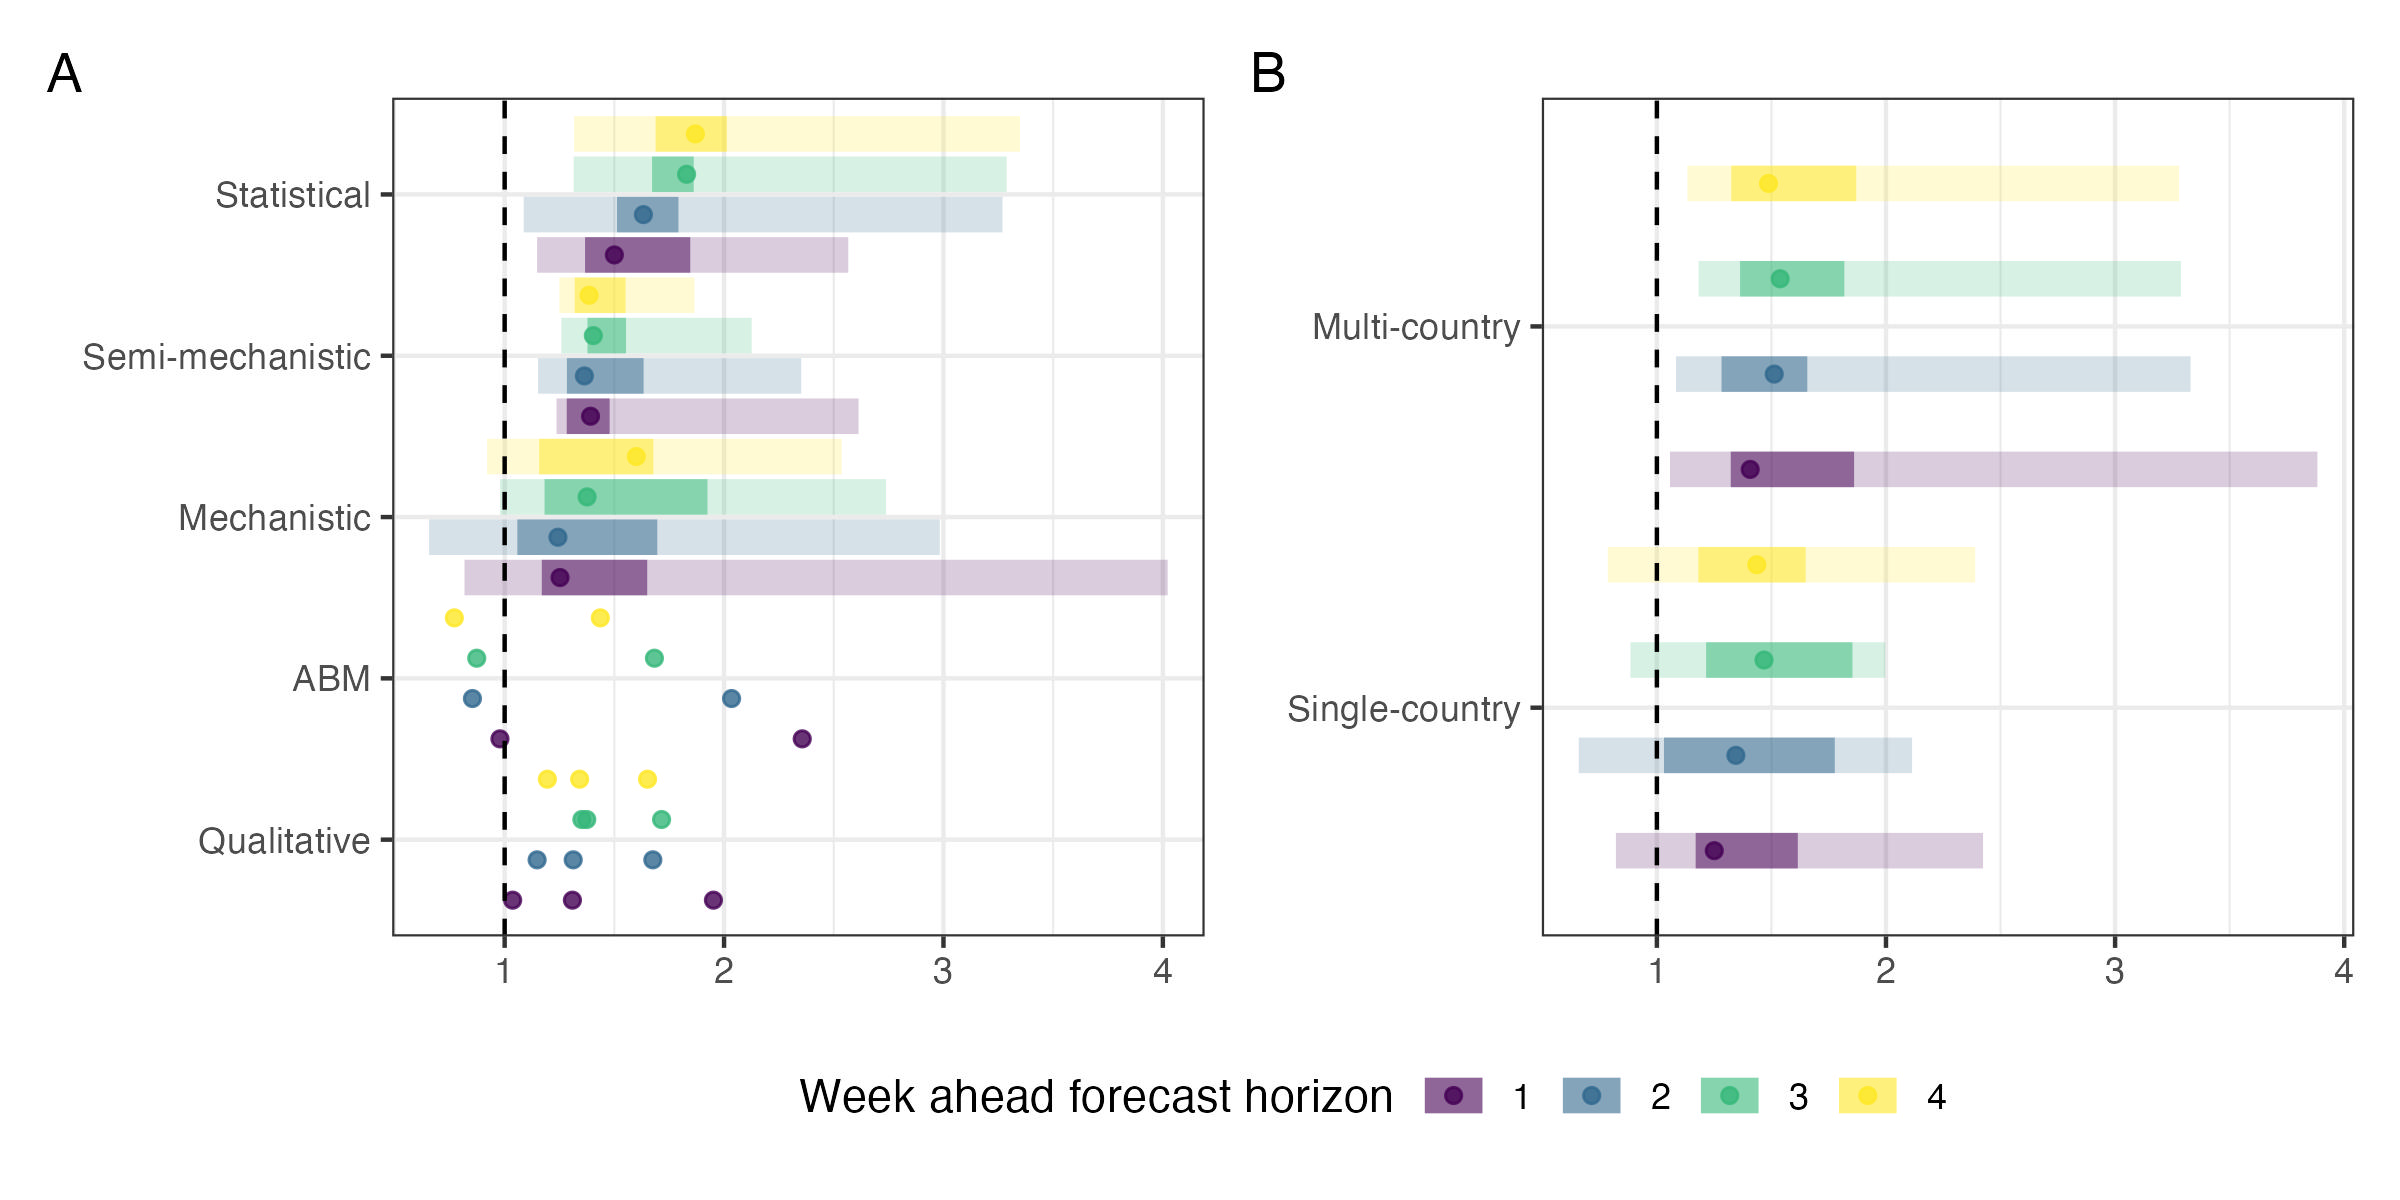 A
B
Statistical
Semi-mechanistic
Mechanistic
ABM
Qualitative
1 2 3 4
Multi-country
Single-country
1 2 3 4
Week ahead forecast horizon 1 2 3 4